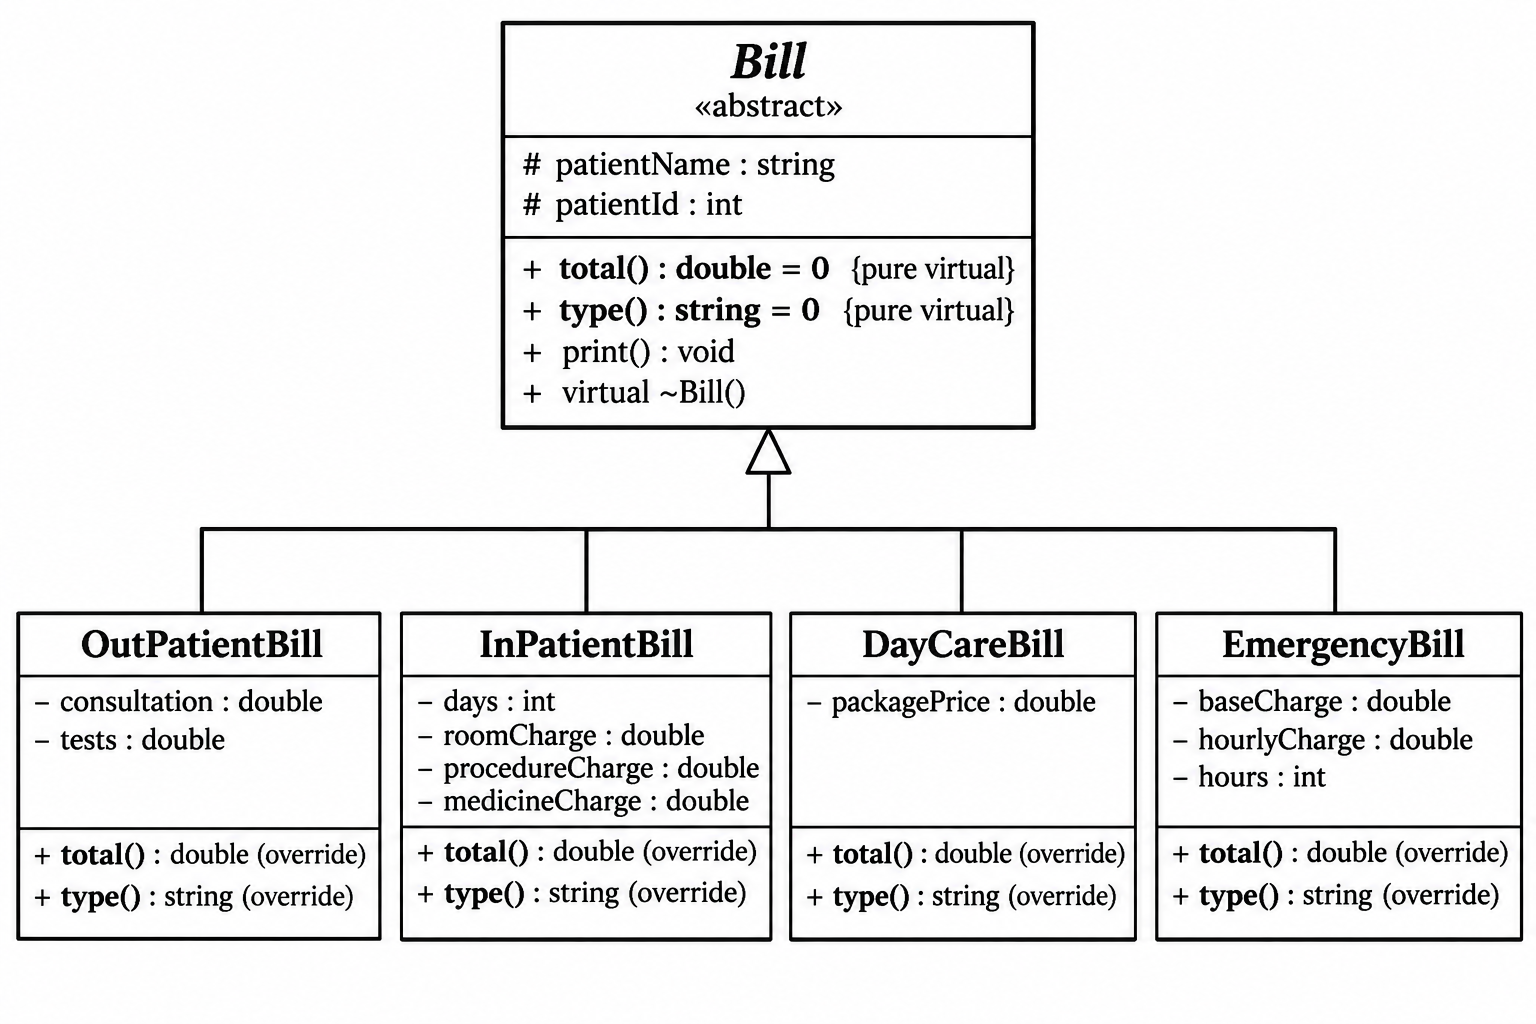 Bill
«abstract»
# patientName : string
# patientId : int
+ total() : double = 0 {pure virtual}
+ type() : string = 0 {pure virtual}
+ print() : void
+ virtual ~Bill()
OutPatientBill
– consultation : double
– tests : double
+ total() : double (override)
+ type() : string (override)
InPatientBill
– days : int
– roomCharge : double
– procedureCharge : double
– medicineCharge : double
+ total() : double (override)
+ type() : string (override)
DayCareBill
– packagePrice : double
+ total() : double (override)
+ type() : string (override)
EmergencyBill
– baseCharge : double
– hourlyCharge : double
– hours : int
+ total() : double (override)
+ type() : string (override)